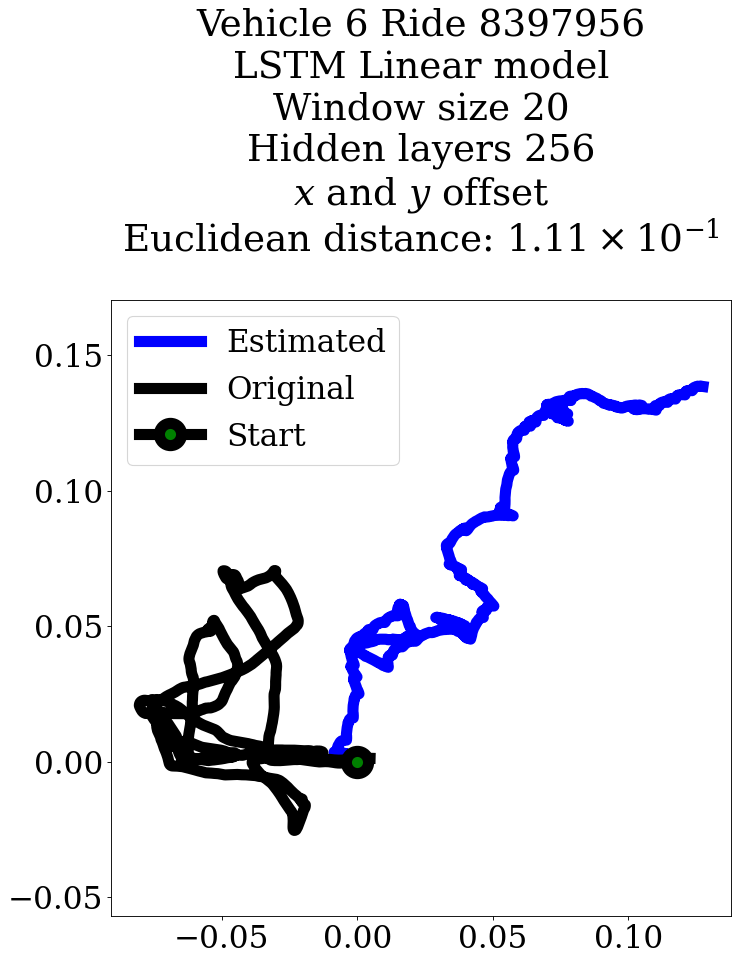 Vehicle 6 Ride 8397956
LSTM Linear model
Window size 20
Hidden layers 256
x and y offset
Euclidean distance: 1.11 × 10⁻¹
Estimated
Original
Start
0.15
0.10
0.05
0.00
−0.05
−0.05 0.00 0.05 0.10